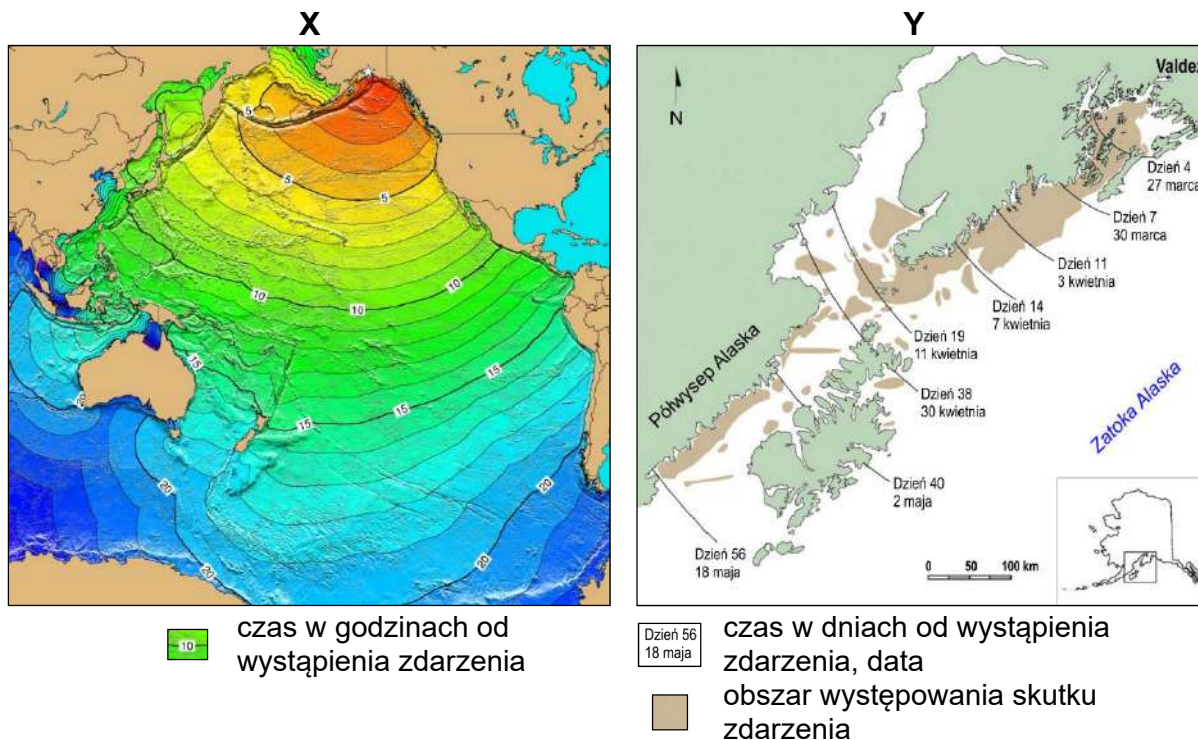 X
Y
5
5
5
10
10
10
15
15
15
15
20
20
20
20
N
Valdez
Dzień 4
27 marca
Dzień 7
30 marca
Dzień 11
3 kwietnia
Dzień 14
7 kwietnia
Dzień 19
11 kwietnia
Dzień 38
30 kwietnia
Dzień 40
2 maja
Dzień 56
18 maja
Półwysep Alaska
Zatoka Alaska
0 50 100 km
10
czas w godzinach od
wystąpienia zdarzenia
Dzień 56
18 maja
czas w dniach od wystąpienia
zdarzenia, data
obszar występowania skutku
zdarzenia